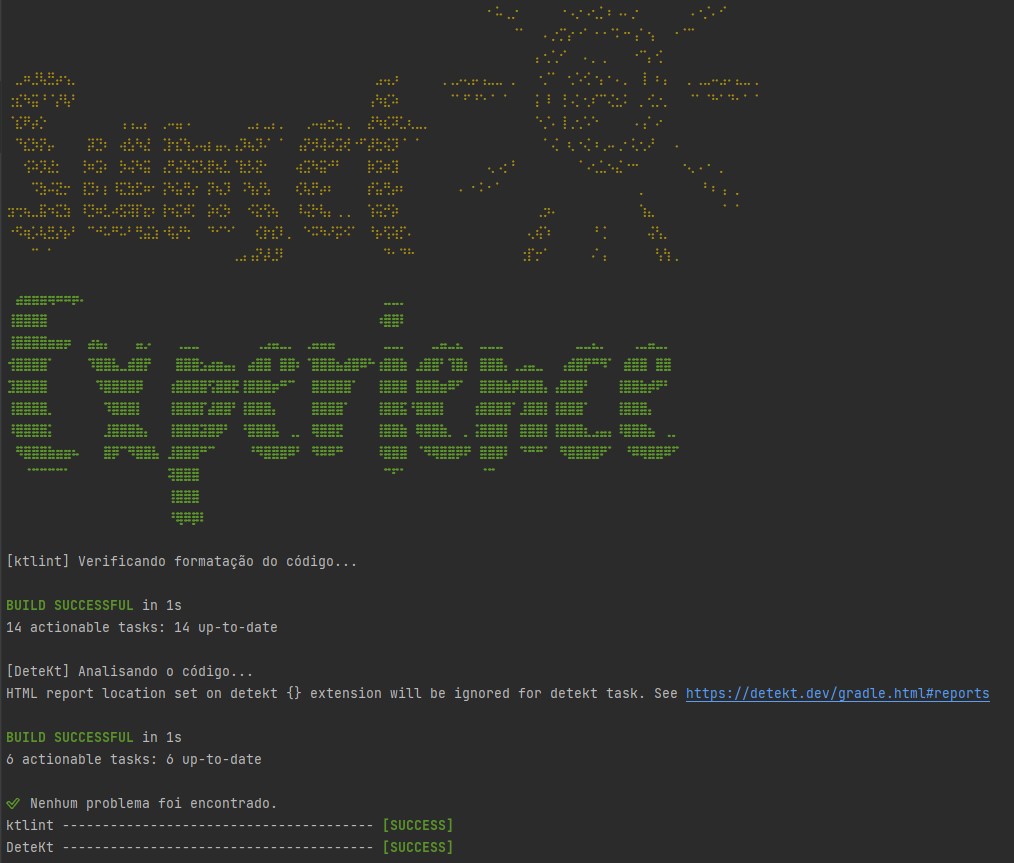 Smart
Experience
[ktlint] Verificando formatação do código...
BUILD SUCCESSFUL in 1s
14 actionable tasks: 14 up-to-date
[DeteKt] Analisando o código...
HTML report location set on detekt {} extension will be ignored for detekt task. See https://detekt.dev/gradle.html#reports
BUILD SUCCESSFUL in 1s
6 actionable tasks: 6 up-to-date
✓ Nenhum problema foi encontrado.
ktlint --------------------------------------- [SUCCESS]
DeteKt --------------------------------------- [SUCCESS]